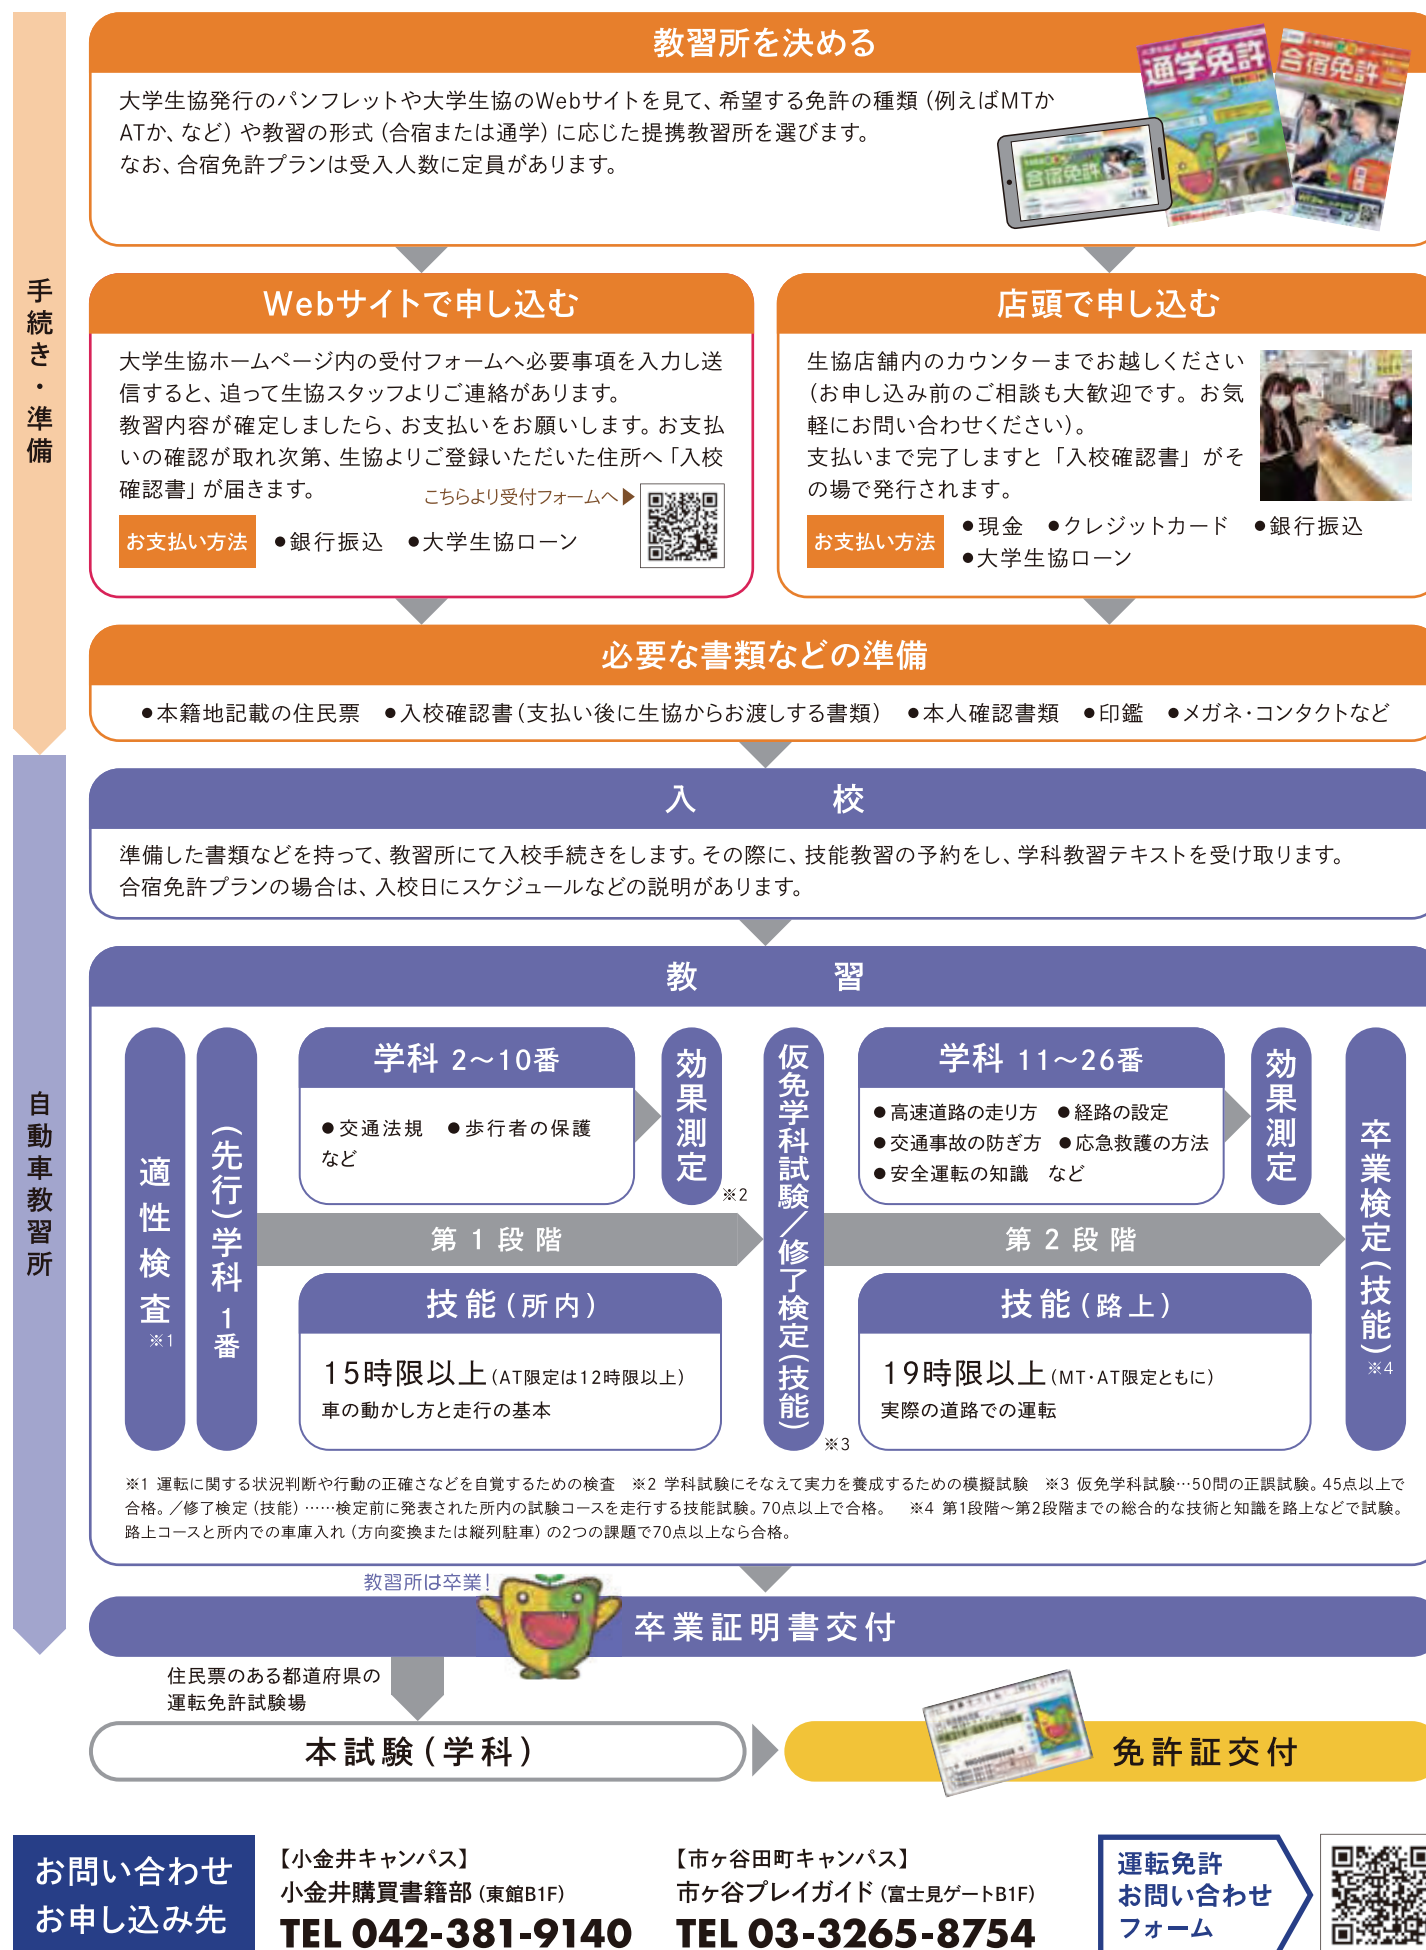 教習所を決める
大学生協発行のパンフレットや大学生協のWebサイトを見て、希望する免許の種類（例えばMTか
ATか、など）や教習の形式（合宿または通学）に応じた提携教習所を選びます。
なお、合宿免許プランは受入人数に定員があります。
通学免許
合宿免許
合宿免許
手続き・準備
Webサイトで申し込む
大学生協ホームページ内の受付フォームへ必要事項を入力し送
信すると、追って生協スタッフよりご連絡があります。
教習内容が確定しましたら、お支払いをお願いします。お支払
いの確認が取れ次第、生協よりご登録いただいた住所へ「入校
確認書」が届きます。
こちらより受付フォームへ▶
お支払い方法
●銀行振込　●大学生協ローン
店頭で申し込む
生協店舗内のカウンターまでお越しください
（お申し込み前のご相談も大歓迎です。お気
軽にお問い合わせください）。
支払いまで完了しますと「入校確認書」がそ
の場で発行されます。
お支払い方法
●現金　●クレジットカード　●銀行振込
●大学生協ローン
必要な書類などの準備
●本籍地記載の住民票　●入校確認書（支払い後に生協からお渡しする書類）　●本人確認書類　●印鑑　●メガネ・コンタクトなど
自動車教習所
入校
準備した書類などを持って、教習所にて入校手続きをします。その際に、技能教習の予約をし、学科教習テキストを受け取ります。
合宿免許プランの場合は、入校日にスケジュールなどの説明があります。
教習
適性検査※1
（先行）学科1番
学科 2～10番
●交通法規　●歩行者の保護
など
効果測定
※2
第1段階
技能（所内）
15時限以上（AT限定は12時限以上）
車の動かし方と走行の基本
仮免学科試験／修了検定（技能）
※3
学科 11～26番
●高速道路の走り方　●経路の設定
●交通事故の防ぎ方　●応急救護の方法
●安全運転の知識　など
効果測定
第2段階
技能（路上）
19時限以上（MT・AT限定ともに）
実際の道路での運転
卒業検定（技能）
※4
※1 運転に関する状況判断や行動の正確さなどを自覚するための検査　※2 学科試験にそなえて実力を養成するための模擬試験　※3 仮免学科試験…50問の正誤試験。45点以上で
合格。／修了検定（技能）……検定前に発表された所内の試験コースを走行する技能試験。70点以上で合格。　※4 第1段階～第2段階までの総合的な技術と知識を路上などで試験。
路上コースと所内での車庫入れ（方向変換または縦列駐車）の2つの課題で70点以上なら合格。
教習所は卒業！
卒業証明書交付
住民票のある都道府県の
運転免許試験場
本試験（学科）
免許証交付
お問い合わせ
お申し込み先
【小金井キャンパス】
小金井購買書籍部（東館B1F）
TEL 042-381-9140
【市ヶ谷田町キャンパス】
市ヶ谷プレイガイド（富士見ゲートB1F）
TEL 03-3265-8754
運転免許
お問い合わせ
フォーム